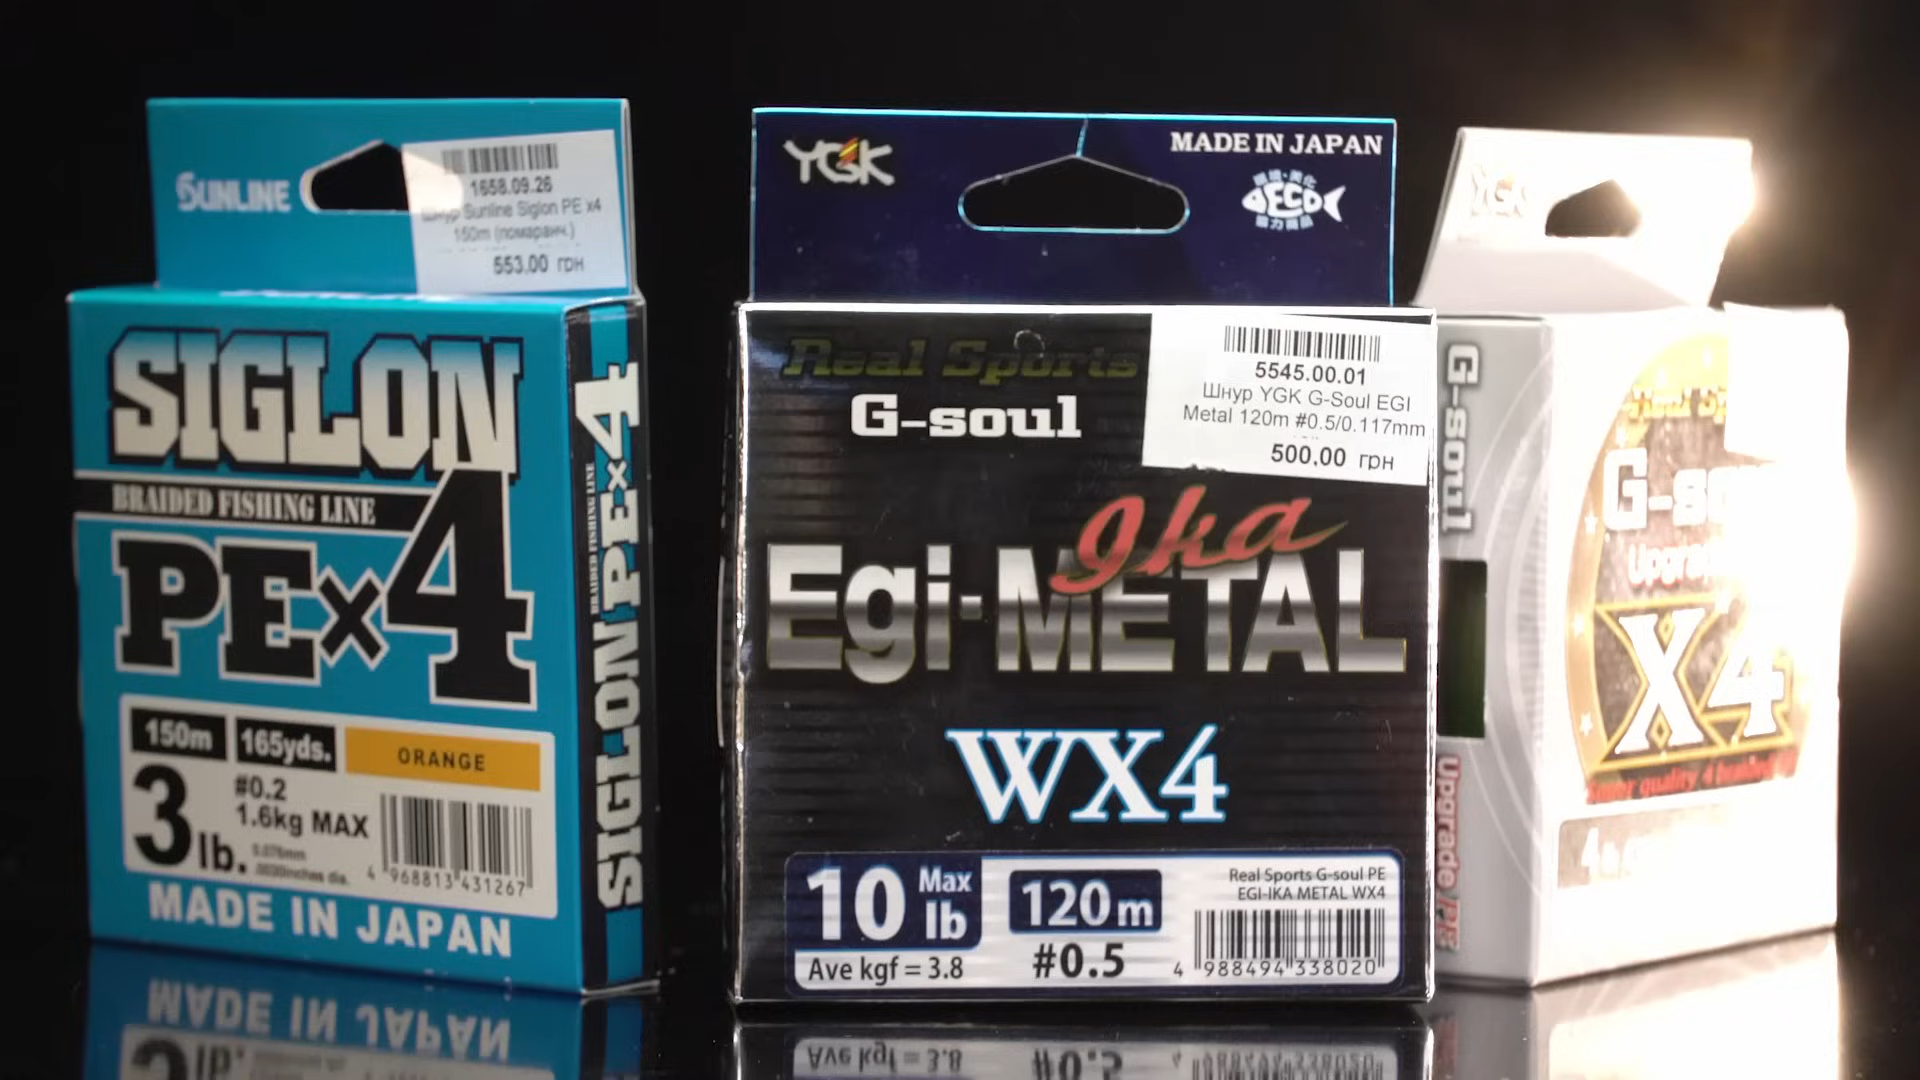 SUNLINE
1658.09.26
Шнур Sunline Siglon PE x4
150m (помаранч.)
553.00 грн
SIGLON
BRAIDED FISHING LINE
PE×4
150m
165yds.
ORANGE
3 lb.
#0.2
1.6kg MAX
4 968813 431267
MADE IN JAPAN
SIGLON PE×4
BRAIDED FISHING LINE
YGK
MADE IN JAPAN
ECO
Real Sports
G-soul
5545.00.01
Шнур YGK G-Soul EGI
Metal 120m #0.5/0.117mm
500.00 грн
Ika
Egi-METAL
WX4
10 Max lb
Ave kgf = 3.8
120m
#0.5
Real Sports G-soul PE
EGI-IKA METAL WX4
4 988494 338020
YGK
G-soul
Upgrade PE
X4